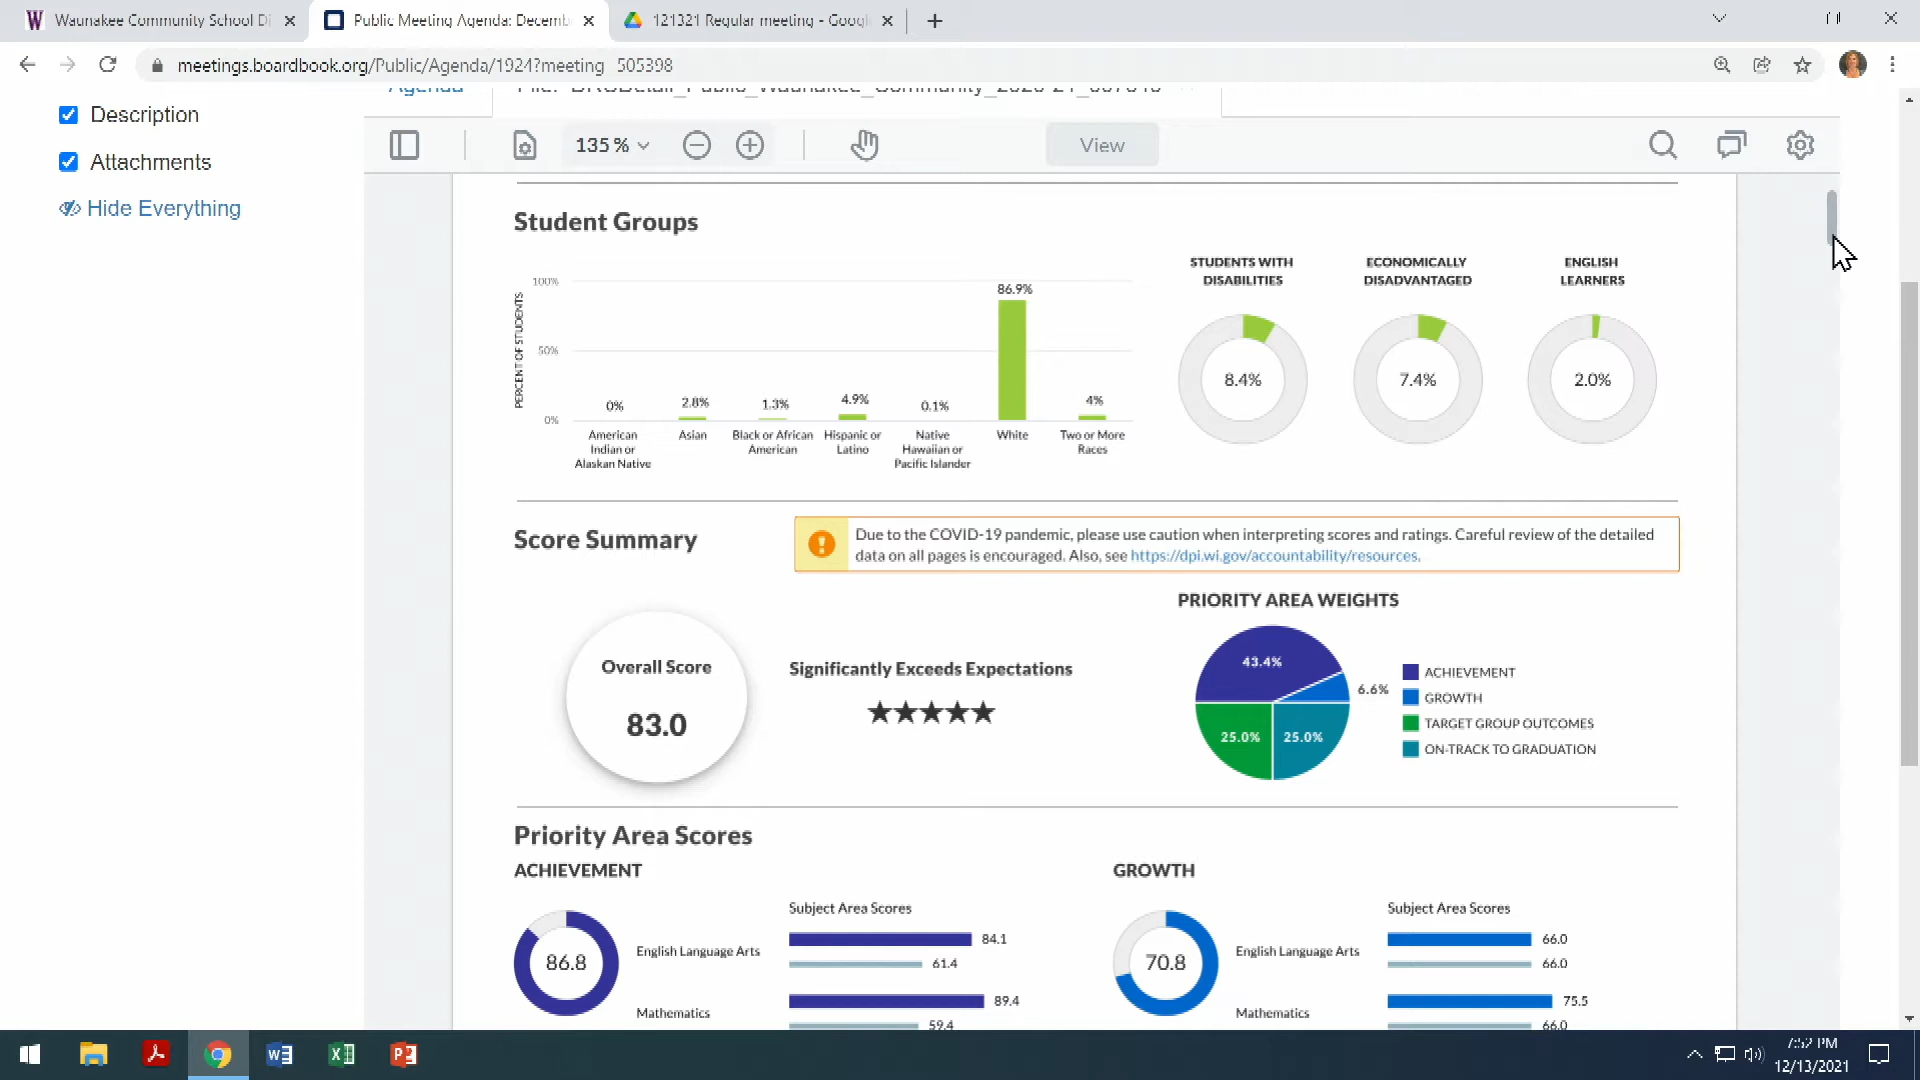 Waunakee Community School Di
Public Meeting Agenda: Decemb
121321 Regular meeting - Googl
meetings.boardbook.org/Public/Agenda/1924?meeting=505398
Description
Attachments
Hide Everything
Agenda
135 %
View
Student Groups
PERCENT OF STUDENTS
100%
50%
0%
0%
2.8%
1.3%
4.9%
0.1%
86.9%
4%
American
Indian or
Alaskan Native
Asian
Black or African
American
Hispanic or
Latino
Native
Hawaiian or
Pacific Islander
White
Two or More
Races
STUDENTS WITH
DISABILITIES
8.4%
ECONOMICALLY
DISADVANTAGED
7.4%
ENGLISH
LEARNERS
2.0%
Score Summary
Due to the COVID-19 pandemic, please use caution when interpreting scores and ratings. Careful review of the detailed
data on all pages is encouraged. Also, see https://dpi.wi.gov/accountability/resources.
Overall Score
83.0
Significantly Exceeds Expectations
★★★★★
PRIORITY AREA WEIGHTS
43.4%
6.6%
25.0%
25.0%
ACHIEVEMENT
GROWTH
TARGET GROUP OUTCOMES
ON-TRACK TO GRADUATION
Priority Area Scores
ACHIEVEMENT
Subject Area Scores
86.8
English Language Arts
84.1
61.4
Mathematics
89.4
59.4
GROWTH
Subject Area Scores
70.8
English Language Arts
66.0
66.0
Mathematics
75.5
66.0
7:52 PM
12/13/2021